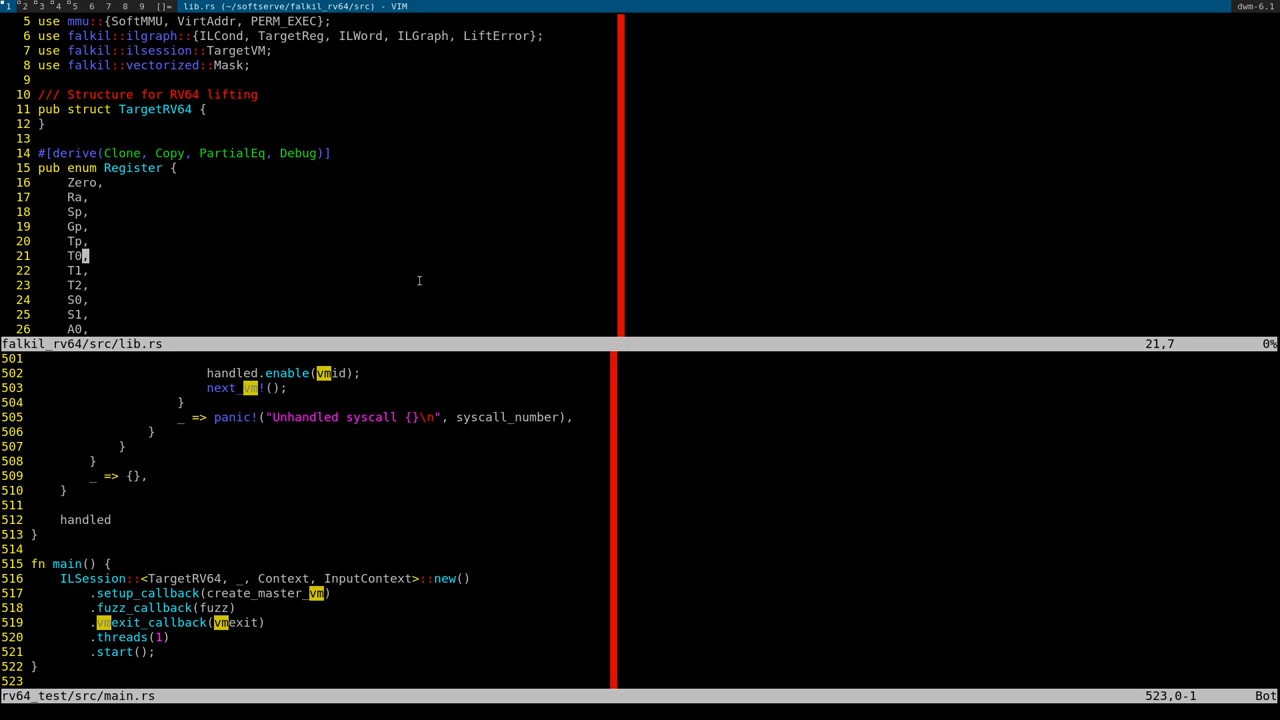 1 2 3 4 5 6 7 8 9 []= lib.rs (~/softserve/falkil_rv64/src) - VIM dwm-6.1
5 use mmu::{SoftMMU, VirtAddr, PERM_EXEC};
6 use falkil::ilgraph::{ILCond, TargetReg, ILWord, ILGraph, LiftError};
7 use falkil::ilsession::TargetVM;
8 use falkil::vectorized::Mask;
9
10 /// Structure for RV64 lifting
11 pub struct TargetRV64 {
12 }
13
14 #[derive(Clone, Copy, PartialEq, Debug)]
15 pub enum Register {
16     Zero,
17     Ra,
18     Sp,
19     Gp,
20     Tp,
21     T0,
22     T1,
23     T2,
24     S0,
25     S1,
26     A0,
falkil_rv64/src/lib.rs 21,7 0%
501
502                         handled.enable(vmid);
503                         next_vm!();
504                     }
505                     _ => panic!("Unhandled syscall {}\n", syscall_number),
506                 }
507             }
508         }
509         _ => {},
510     }
511
512     handled
513 }
514
515 fn main() {
516     ILSession::<TargetRV64, _, Context, InputContext>::new()
517         .setup_callback(create_master_vm)
518         .fuzz_callback(fuzz)
519         .vmexit_callback(vmexit)
520         .threads(1)
521         .start();
522 }
523
rv64_test/src/main.rs 523,0-1 Bot